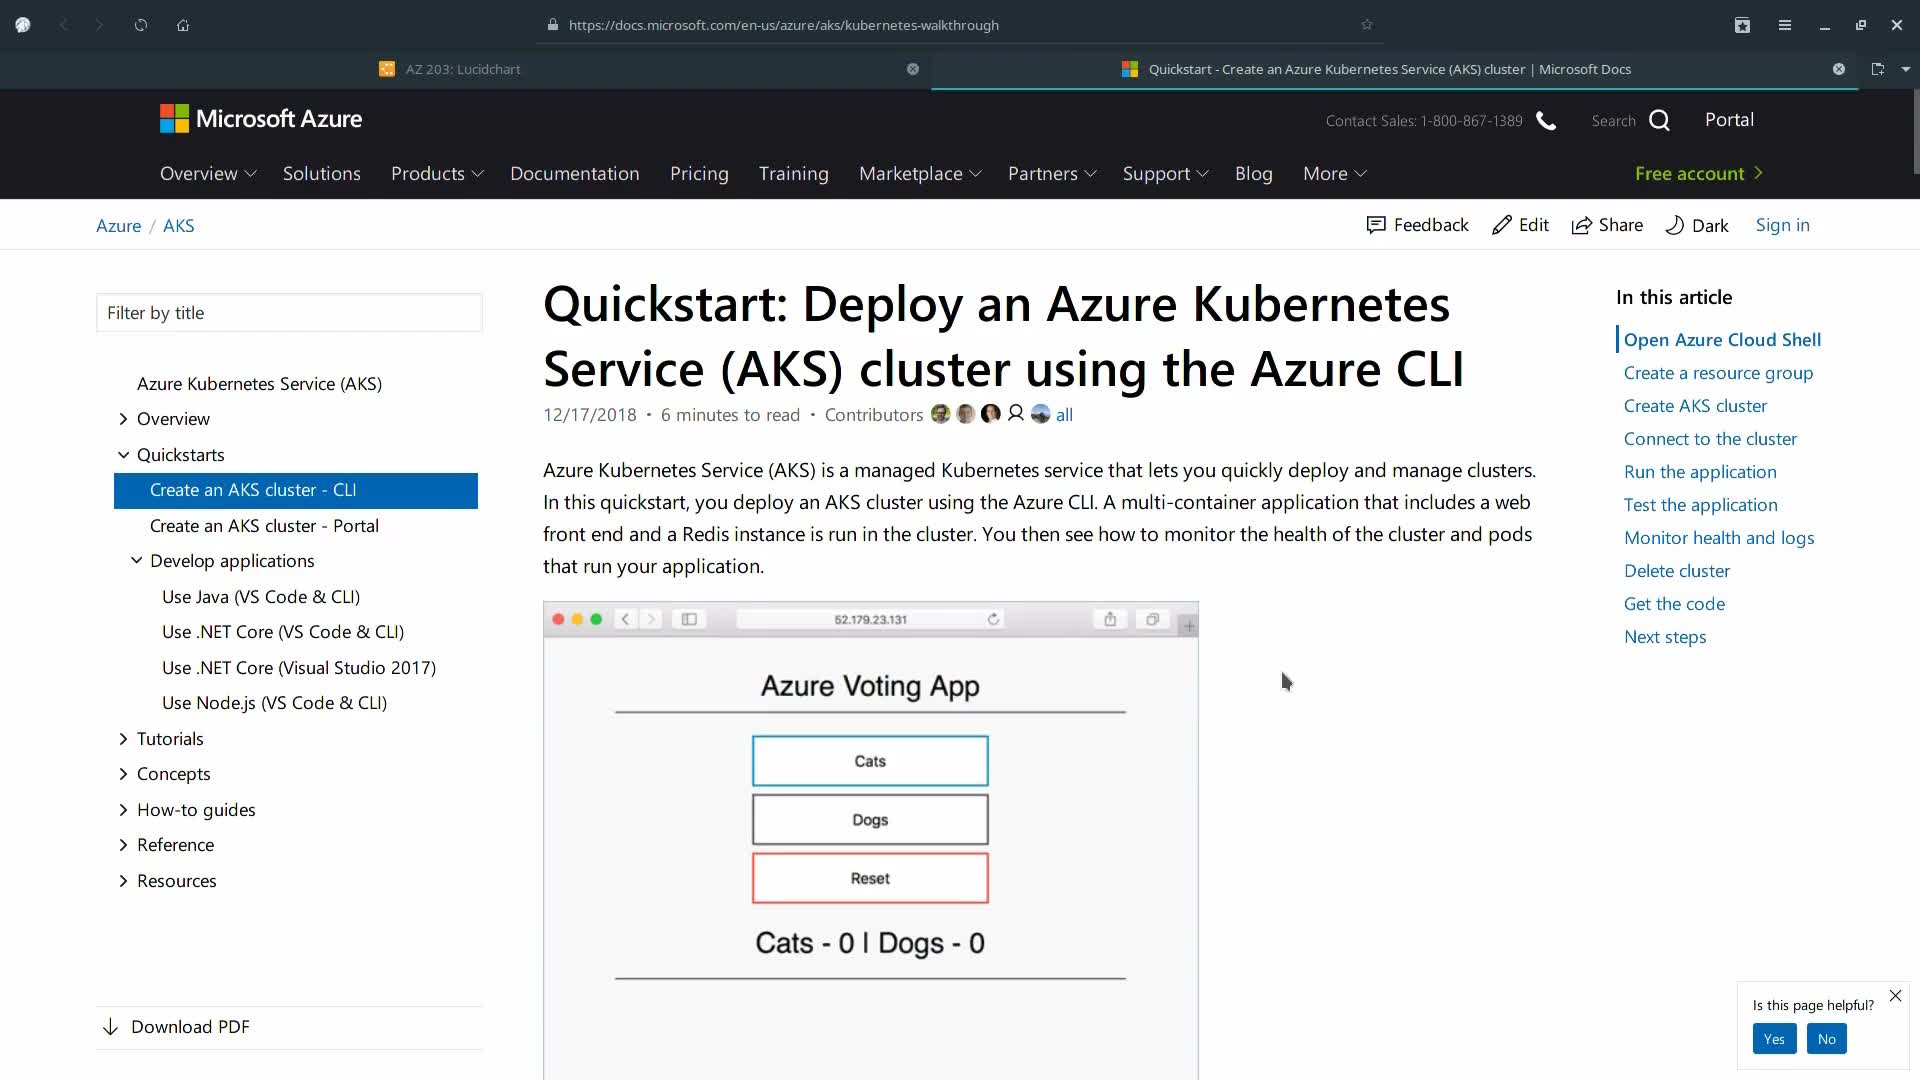 https://docs.microsoft.com/en-us/azure/aks/kubernetes-walkthrough
AZ 203: Lucidchart
Quickstart - Create an Azure Kubernetes Service (AKS) cluster | Microsoft Docs
Microsoft Azure
Contact Sales: 1-800-867-1389
Search
Portal
Overview
Solutions
Products
Documentation
Pricing
Training
Marketplace
Partners
Support
Blog
More
Free account
Azure / AKS
Feedback
Edit
Share
Dark
Sign in
Filter by title
Azure Kubernetes Service (AKS)
Overview
Quickstarts
Create an AKS cluster - CLI
Create an AKS cluster - Portal
Develop applications
Use Java (VS Code & CLI)
Use .NET Core (VS Code & CLI)
Use .NET Core (Visual Studio 2017)
Use Node.js (VS Code & CLI)
Tutorials
Concepts
How-to guides
Reference
Resources
Download PDF
Quickstart: Deploy an Azure Kubernetes
Service (AKS) cluster using the Azure CLI
12/17/2018 • 6 minutes to read • Contributors all
Azure Kubernetes Service (AKS) is a managed Kubernetes service that lets you quickly deploy and manage clusters.
In this quickstart, you deploy an AKS cluster using the Azure CLI. A multi-container application that includes a web
front end and a Redis instance is run in the cluster. You then see how to monitor the health of the cluster and pods
that run your application.
52.179.23.131
Azure Voting App
Cats
Dogs
Reset
Cats - 0 | Dogs - 0
In this article
Open Azure Cloud Shell
Create a resource group
Create AKS cluster
Connect to the cluster
Run the application
Test the application
Monitor health and logs
Delete cluster
Get the code
Next steps
Is this page helpful?
Yes
No